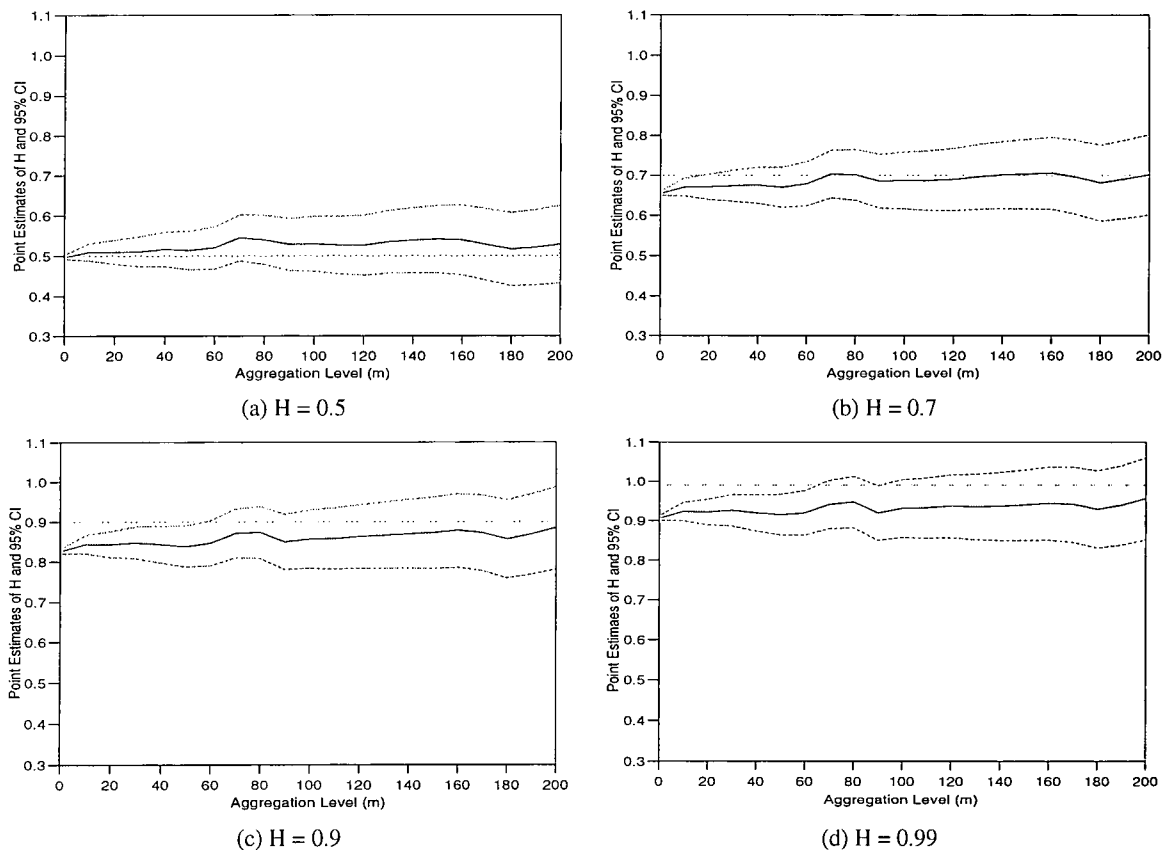 1.1
1.0
0.9
0.8
0.7
0.6
0.5
0.4
0.3
Point Estimates of H and 95% CI
0 20 40 60 80 100 120 140 160 180 200
Aggregation Level (m)
(a) H = 0.5
1.1
1.0
0.9
0.8
0.7
0.6
0.5
0.4
0.3
Point Estimates of H and 95% CI
0 20 40 60 80 100 120 140 160 180 200
Aggregation Level (m)
(b) H = 0.7
1.1
1.0
0.9
0.8
0.7
0.6
0.5
0.4
0.3
Point Estimates of H and 95% CI
0 20 40 60 80 100 120 140 160 180 200
Aggregation Level (m)
(c) H = 0.9
1.1
1.0
0.9
0.8
0.7
0.6
0.5
0.4
0.3
Point Estimaes of H and 95% CI
0 20 40 60 80 100 120 140 160 180 200
Aggregation Level (m)
(d) H = 0.99